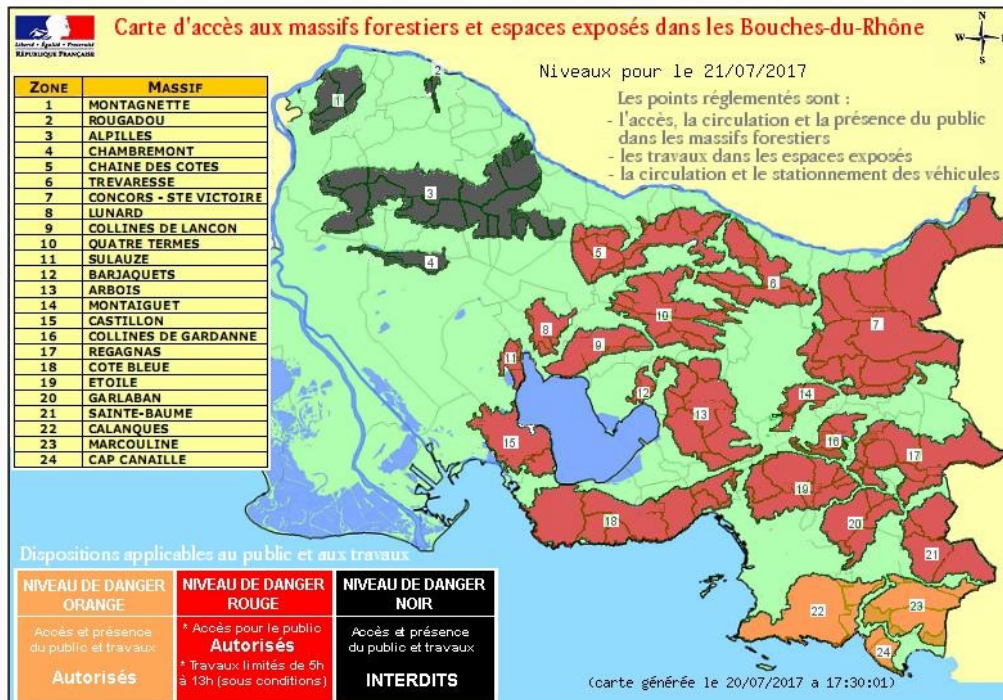 Carte d'accès aux massifs forestiers et espaces exposés dans les Bouches-du-Rhône
Liberté • Égalité • Fraternité
RÉPUBLIQUE FRANÇAISE
N
W
E
S
Niveaux pour le 21/07/2017
Les points réglementés sont :
- l'accès, la circulation et la présence du public
dans les massifs forestiers
- les travaux dans les espaces exposés
- la circulation et le stationnement des véhicules
ZONE MASSIF
1 MONTAGNETTE
2 ROUGADOU
3 ALPILLES
4 CHAMBREMONT
5 CHAINE DES COTES
6 TREVARESSE
7 CONCORS - STE VICTOIRE
8 LUNARD
9 COLLINES DE LANCON
10 QUATRE TERMES
11 SULAUZE
12 BARJAQUETS
13 ARBOIS
14 MONTAIGUET
15 CASTILLON
16 COLLINES DE GARDANNE
17 REGAGNAS
18 COTE BLEUE
19 ETOILE
20 GARLABAN
21 SAINTE-BAUME
22 CALANQUES
23 MARCOULINE
24 CAP CANAILLE
1
2
3
4
5
6
7
8
9
10
11
12
13
14
15
16
17
18
19
20
21
22
23
24
Dispositions applicables au public et aux travaux
NIVEAU DE DANGER
ORANGE
Accès et présence
du public et travaux
Autorisés
NIVEAU DE DANGER
ROUGE
* Accès pour le public
Autorisés
* Travaux limités de 5h
à 13h (sous conditions)
NIVEAU DE DANGER
NOIR
Accès et présence
du public et travaux
INTERDITS
(carte générée le 20/07/2017 a 17:30:01)